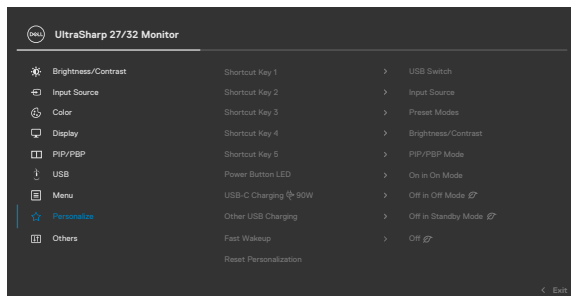 DELL UltraSharp 27/32 Monitor
Brightness/Contrast Shortcut Key 1 > USB Switch
Input Source Shortcut Key 2 > Input Source
Color Shortcut Key 3 > Preset Modes
Display Shortcut Key 4 > Brightness/Contrast
PIP/PBP Shortcut Key 5 > PIP/PBP Mode
USB Power Button LED > On in On Mode
Menu USB-C Charging 90W > Off in Off Mode
Personalize Other USB Charging > Off in Standby Mode
Others Fast Wakeup > Off
Reset Personalization
< Exit